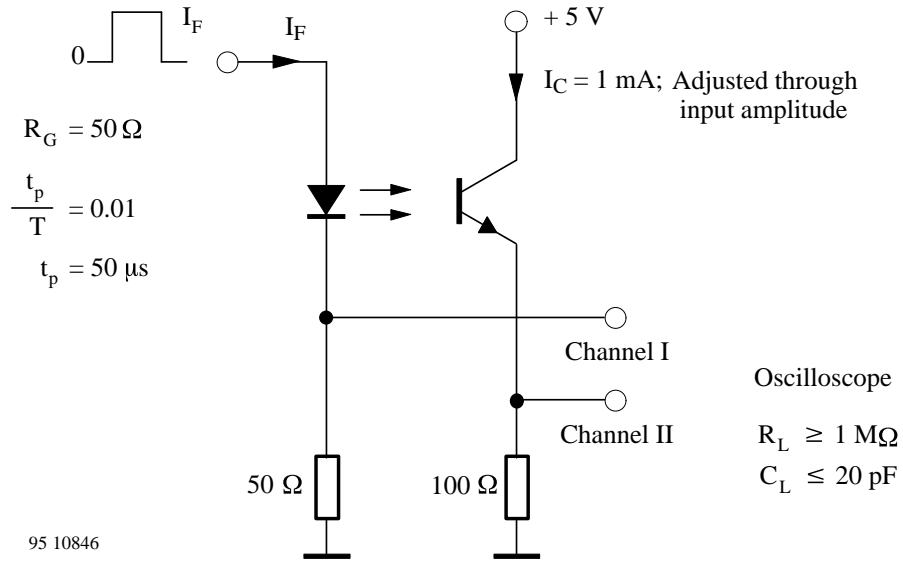 I_F
0
I_F
+ 5 V
I_C = 1 mA; Adjusted through
input amplitude
R_G = 50 Ω
t_p
T
= 0.01
t_p = 50 μs
Channel I
Channel II
50 Ω
100 Ω
Oscilloscope
R_L ≥ 1 MΩ
C_L ≤ 20 pF
95 10846